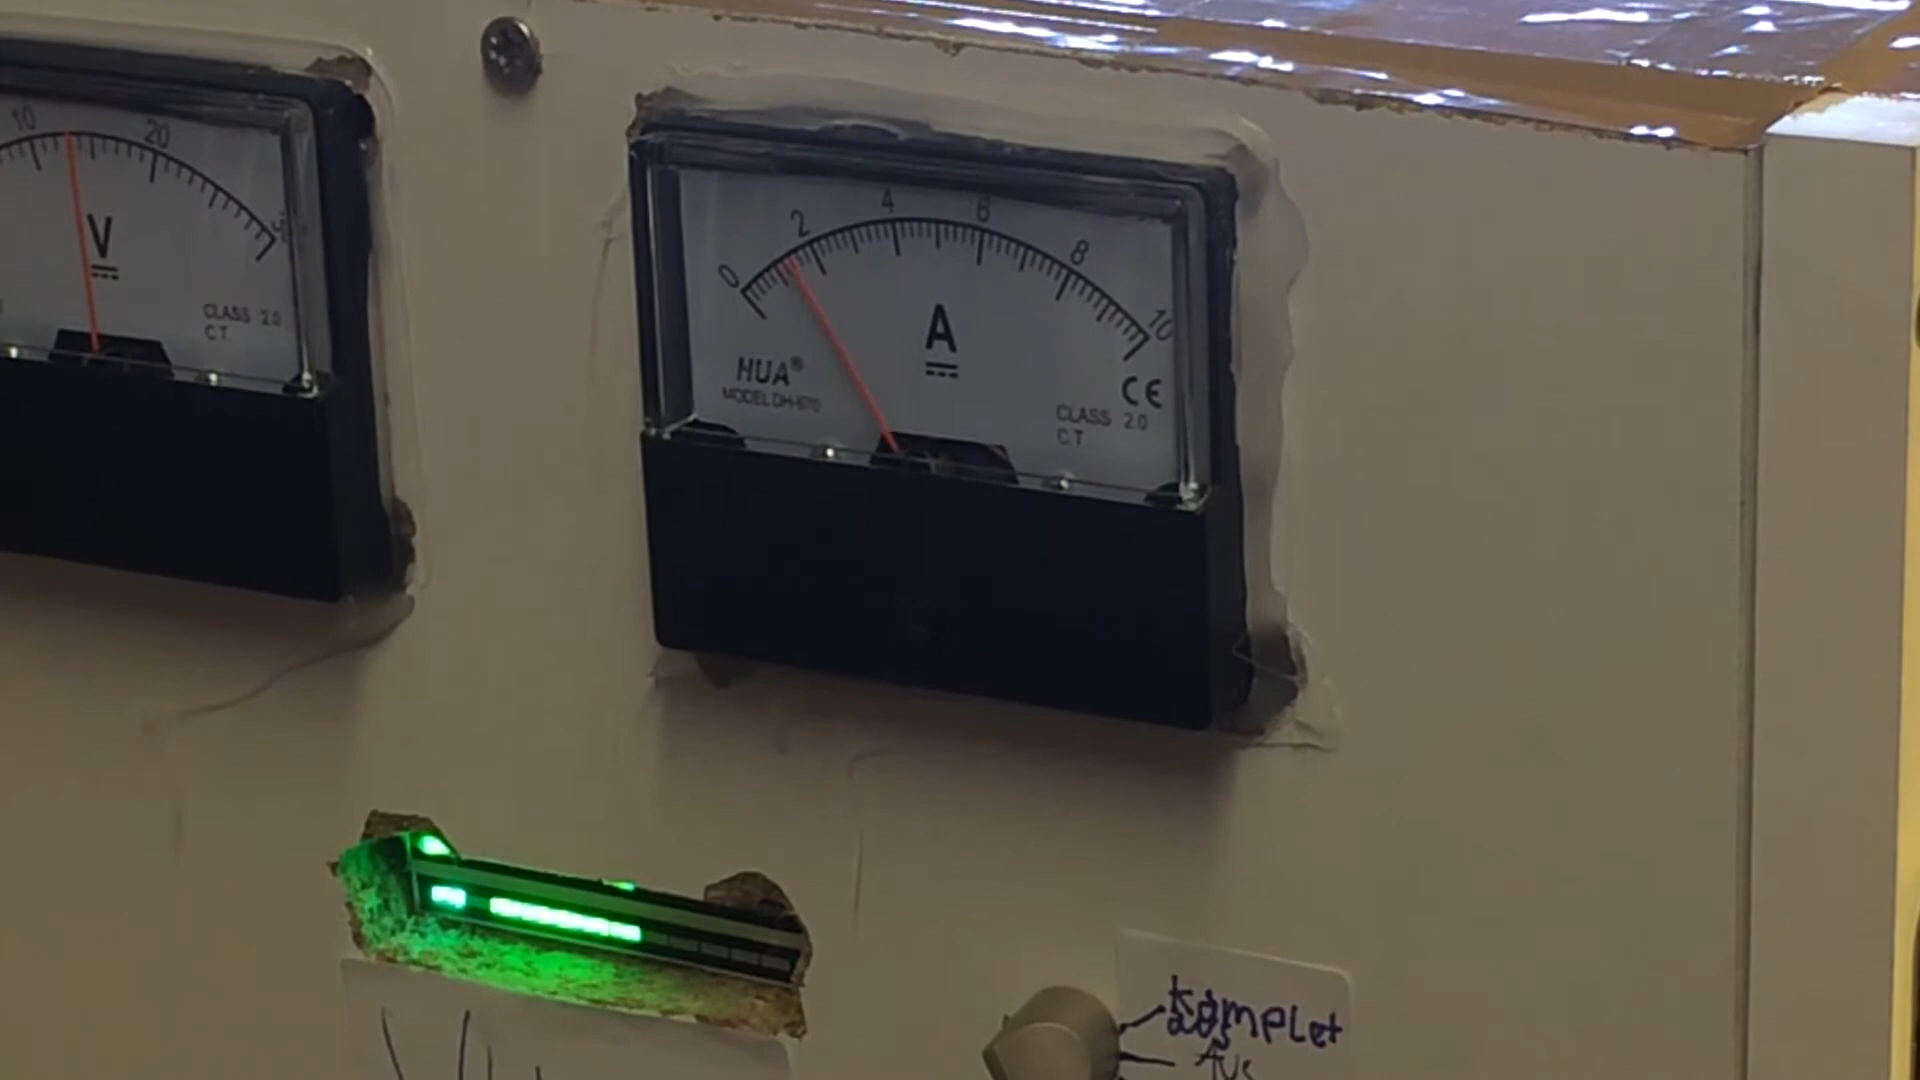 10 20 30
V
CLASS 2.0
C.T
0 2 4 6 8 10
A
HUA®
MODEL DH-670
CE
CLASS 2.0
C.T
Komplet
Aus